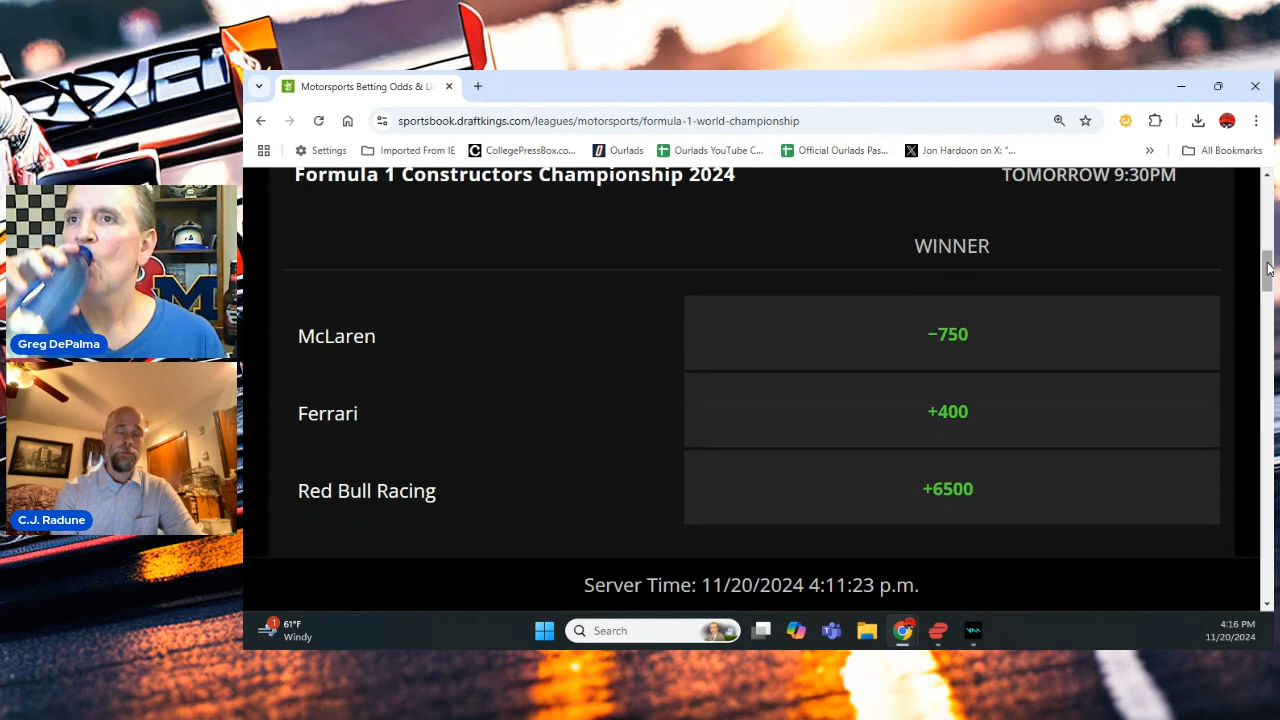 Motorsports Betting Odds & Li
sportsbook.draftkings.com/leagues/motorsports/formula-1-world-championship
Settings
Imported From IE
CollegePressBox.co...
Ourlads
Ourlads YouTube C...
Official Ourlads Pas...
Jon Hardoon on X: "...
All Bookmarks
Formula 1 Constructors Championship 2024
TOMORROW 9:30PM
WINNER
McLaren
−750
Ferrari
+400
Red Bull Racing
+6500
Server Time: 11/20/2024 4:11:23 p.m.
Greg DePalma
C.J. Radune
M
1
61°F
Windy
Search
4:16 PM
11/20/2024